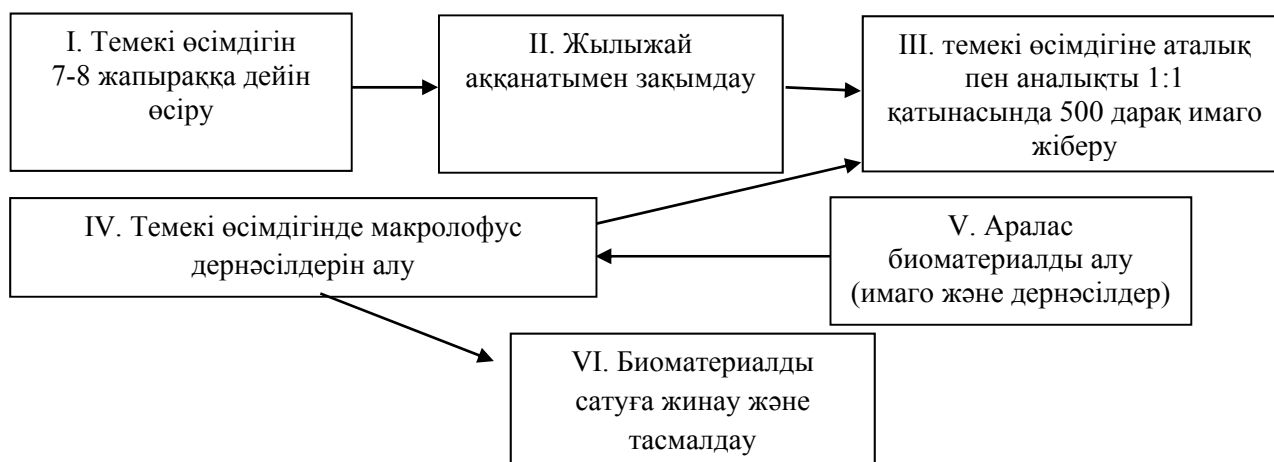 I. Темекі өсімдігін
7-8 жапыраққа дейін
өсіру
II. Жылыжай
аққанатымен зақымдау
III. темекі өсімдігіне аталық
пен аналықты 1:1
қатынасында 500 дарақ имаго
жіберу
IV. Темекі өсімдігінде макролофус
дернәсілдерін алу
V. Аралас
биоматериалды алу
(имаго және дернәсілдер)
VI. Биоматериалды
сатуға жинау және
тасмалдау